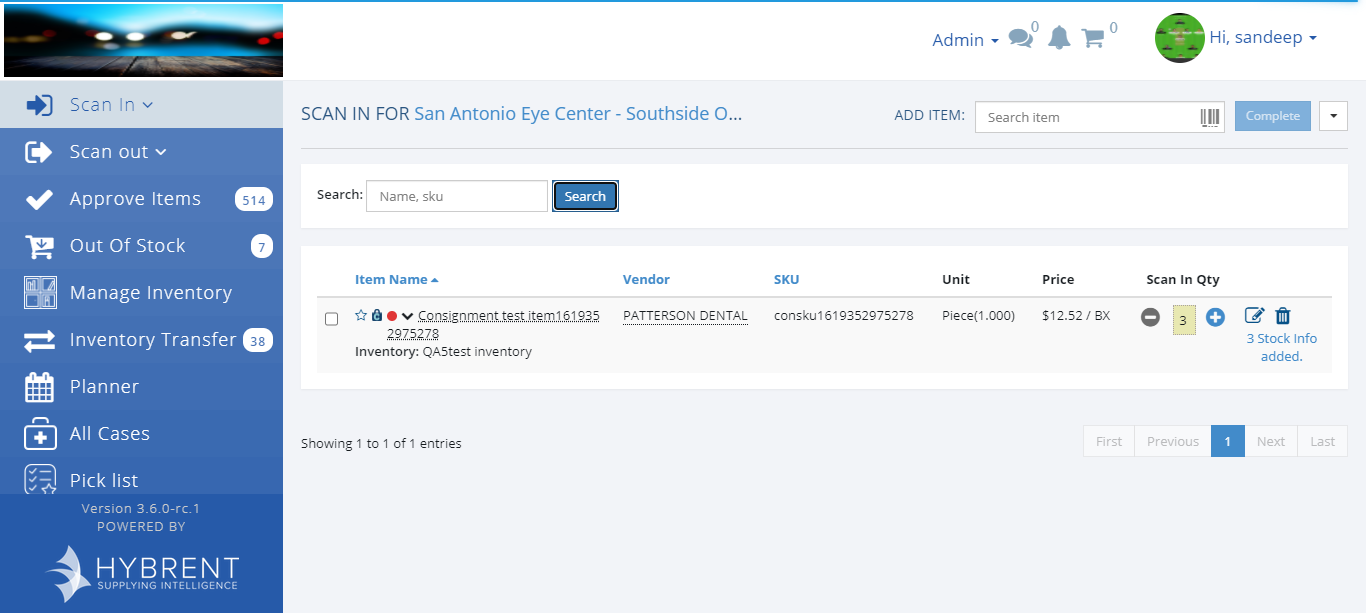 Admin
0
0
Hi, sandeep
Scan In
Scan out
Approve Items 514
Out Of Stock 7
Manage Inventory
Inventory Transfer 38
Planner
All Cases
Pick list
Version 3.6.0-rc.1
POWERED BY
HYBRENT
SUPPLYING INTELLIGENCE
SCAN IN FOR San Antonio Eye Center - Southside O...
ADD ITEM: Search item Complete
Search: Name, sku Search
Item Name Vendor SKU Unit Price Scan In Qty
Consignment test item161935 PATTERSON DENTAL consku1619352975278 Piece(1.000) $12.52 / BX 3
2975278
Inventory: QA5test inventory
3 Stock Info
added.
Showing 1 to 1 of 1 entries
First Previous 1 Next Last